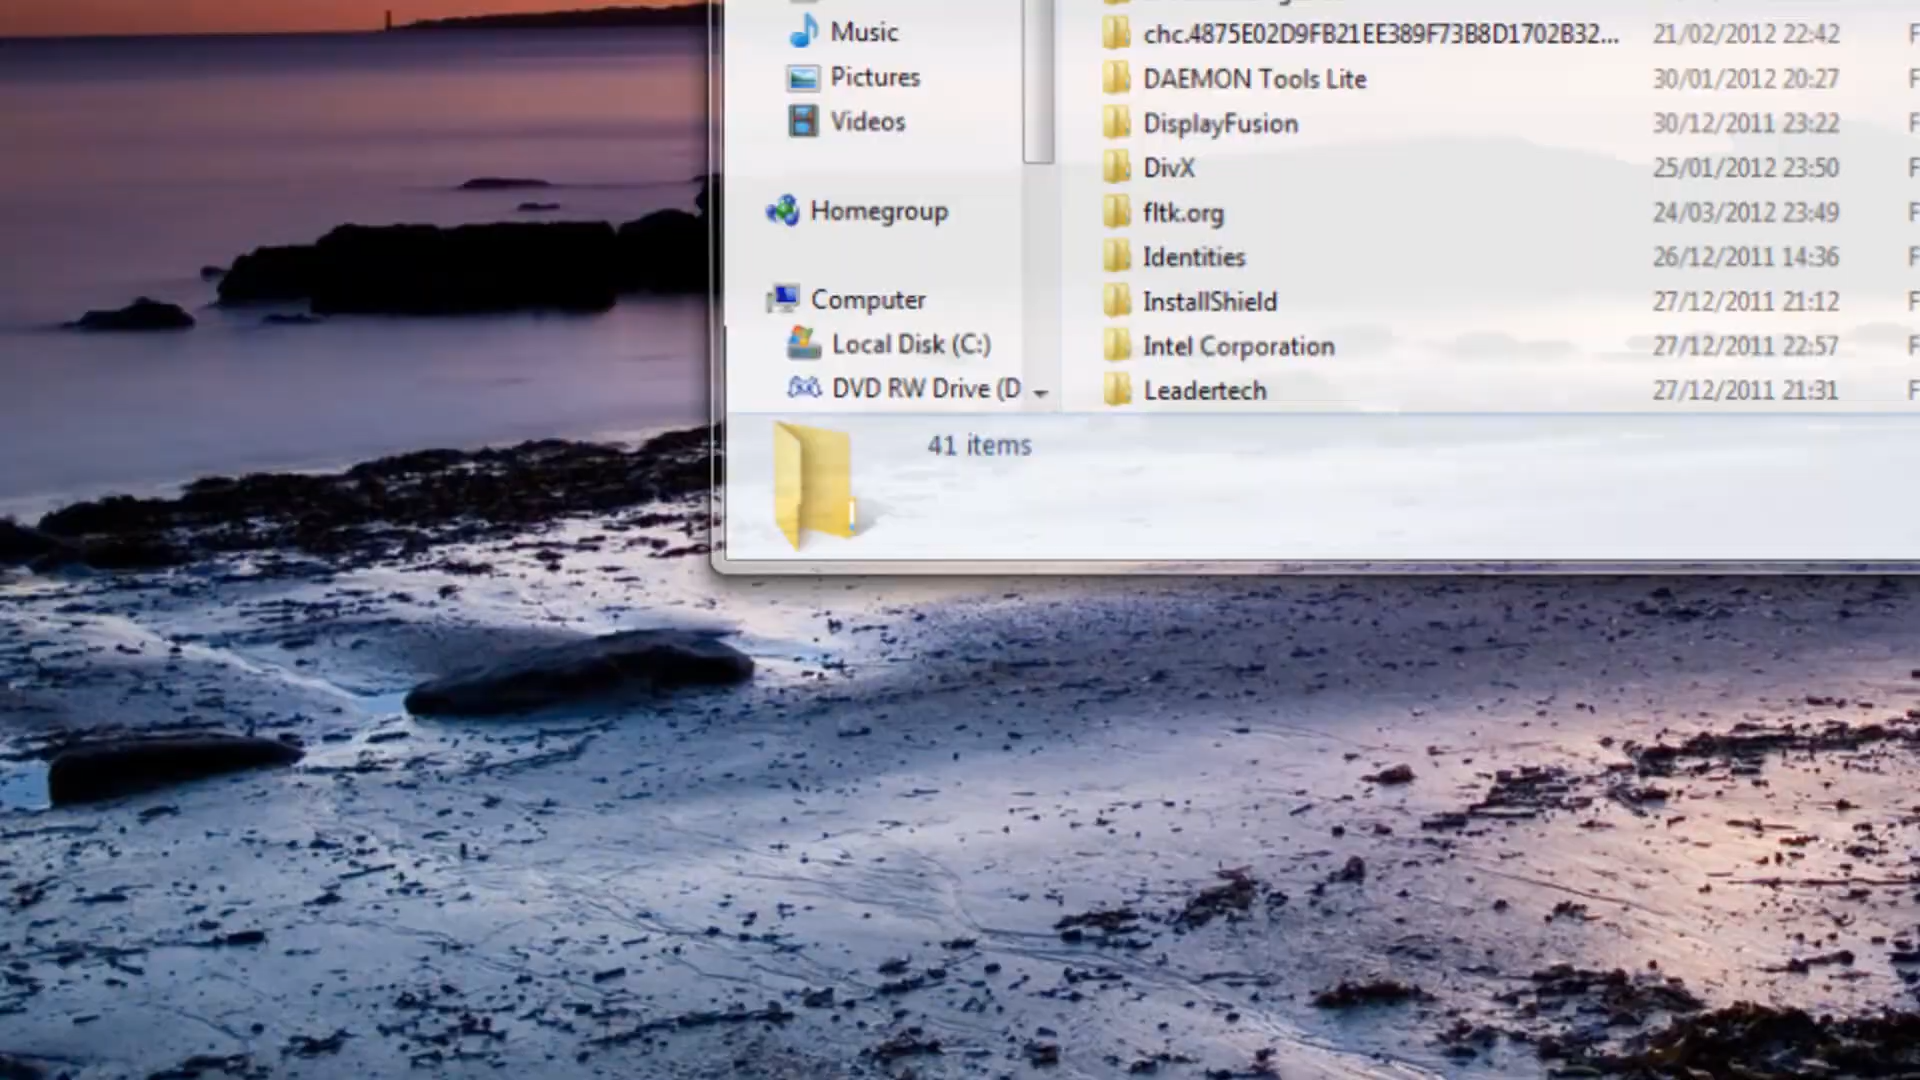 Music
Pictures
Videos
Homegroup
Computer
Local Disk (C:)
DVD RW Drive (D
chc.4875E02D9FB21EE389F73B8D1702B32... 21/02/2012 22:42 F
DAEMON Tools Lite 30/01/2012 20:27 F
DisplayFusion 30/12/2011 23:22 F
DivX 25/01/2012 23:50 F
fltk.org 24/03/2012 23:49 F
Identities 26/12/2011 14:36 F
InstallShield 27/12/2011 21:12 F
Intel Corporation 27/12/2011 22:57 F
Leadertech 27/12/2011 21:31 F
41 items